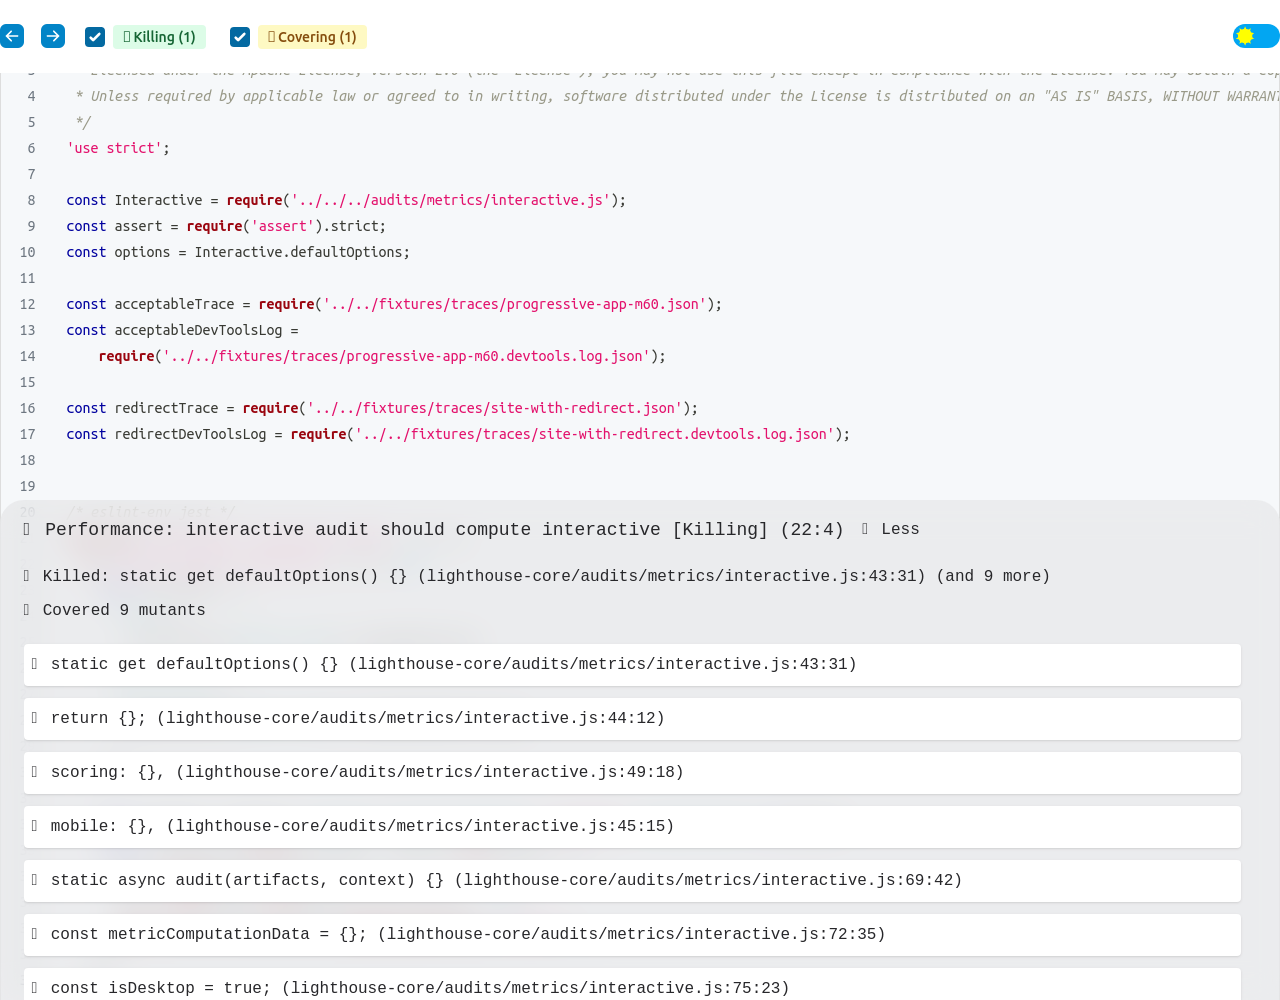 Killing (1) Covering (1)
4 * Unless required by applicable law or agreed to in writing, software distributed under the License is distributed on an "AS IS" BASIS, WITHOUT
5 */
6 'use strict';
7
8 const Interactive = require('../../../audits/metrics/interactive.js');
9 const assert = require('assert').strict;
10 const options = Interactive.defaultOptions;
11
12 const acceptableTrace = require('../../fixtures/traces/progressive-app-m60.json');
13 const acceptableDevToolsLog =
14 require('../../fixtures/traces/progressive-app-m60.devtools.log.json');
15
16 const redirectTrace = require('../../fixtures/traces/site-with-redirect.json');
17 const redirectDevToolsLog = require('../../fixtures/traces/site-with-redirect.devtools.log.json');
18
19
20 /* eslint-env jest */
Performance: interactive audit should compute interactive [Killing] (22:4) Less
Killed: static get defaultOptions() {} (lighthouse-core/audits/metrics/interactive.js:43:31) (and 9 more)
Covered 9 mutants
static get defaultOptions() {} (lighthouse-core/audits/metrics/interactive.js:43:31)
return {}; (lighthouse-core/audits/metrics/interactive.js:44:12)
scoring: {}, (lighthouse-core/audits/metrics/interactive.js:49:18)
mobile: {}, (lighthouse-core/audits/metrics/interactive.js:45:15)
static async audit(artifacts, context) {} (lighthouse-core/audits/metrics/interactive.js:69:42)
const metricComputationData = {}; (lighthouse-core/audits/metrics/interactive.js:72:35)
const isDesktop = true; (lighthouse-core/audits/metrics/interactive.js:75:23)